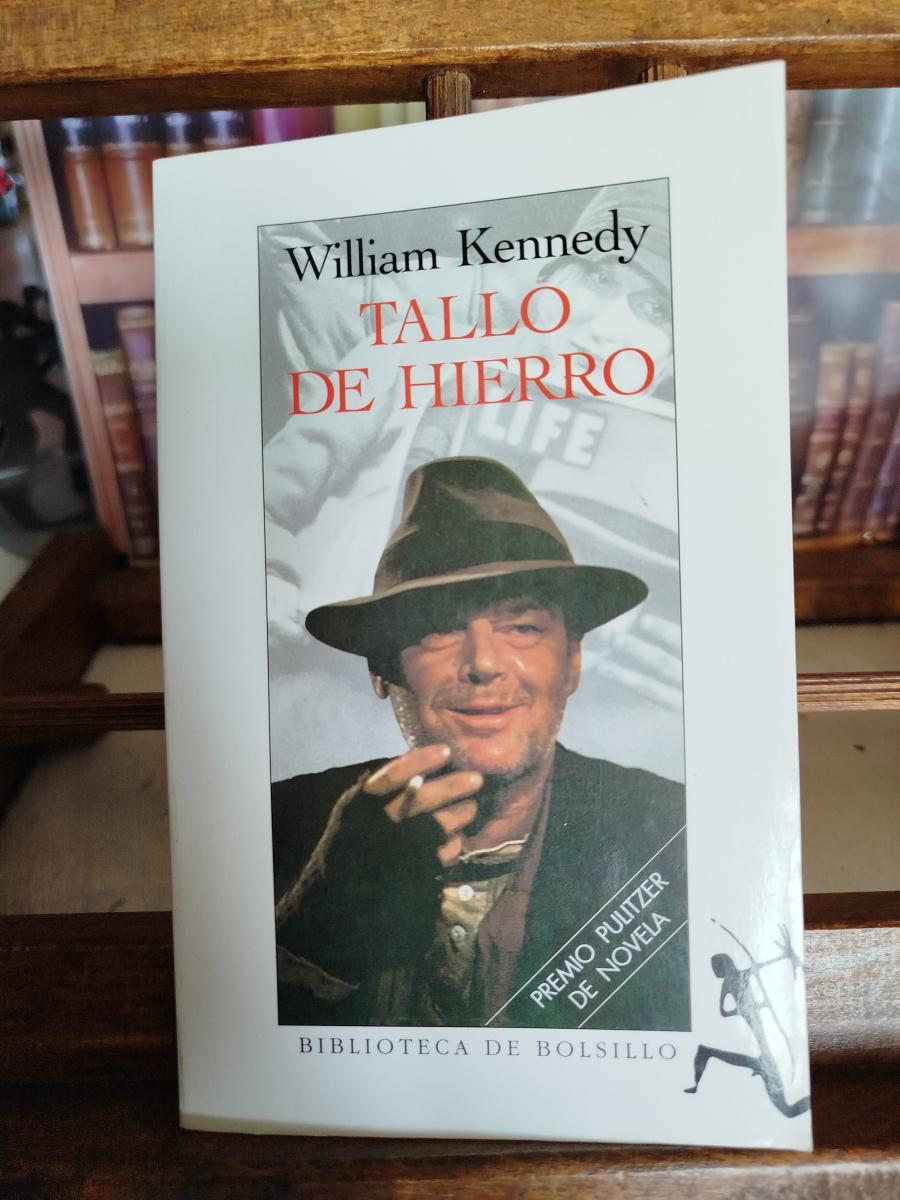 William Kennedy
TALLO
DE HIERRO
LIFE
PREMIO PULITZER
DE NOVELA
BIBLIOTECA DE BOLSILLO